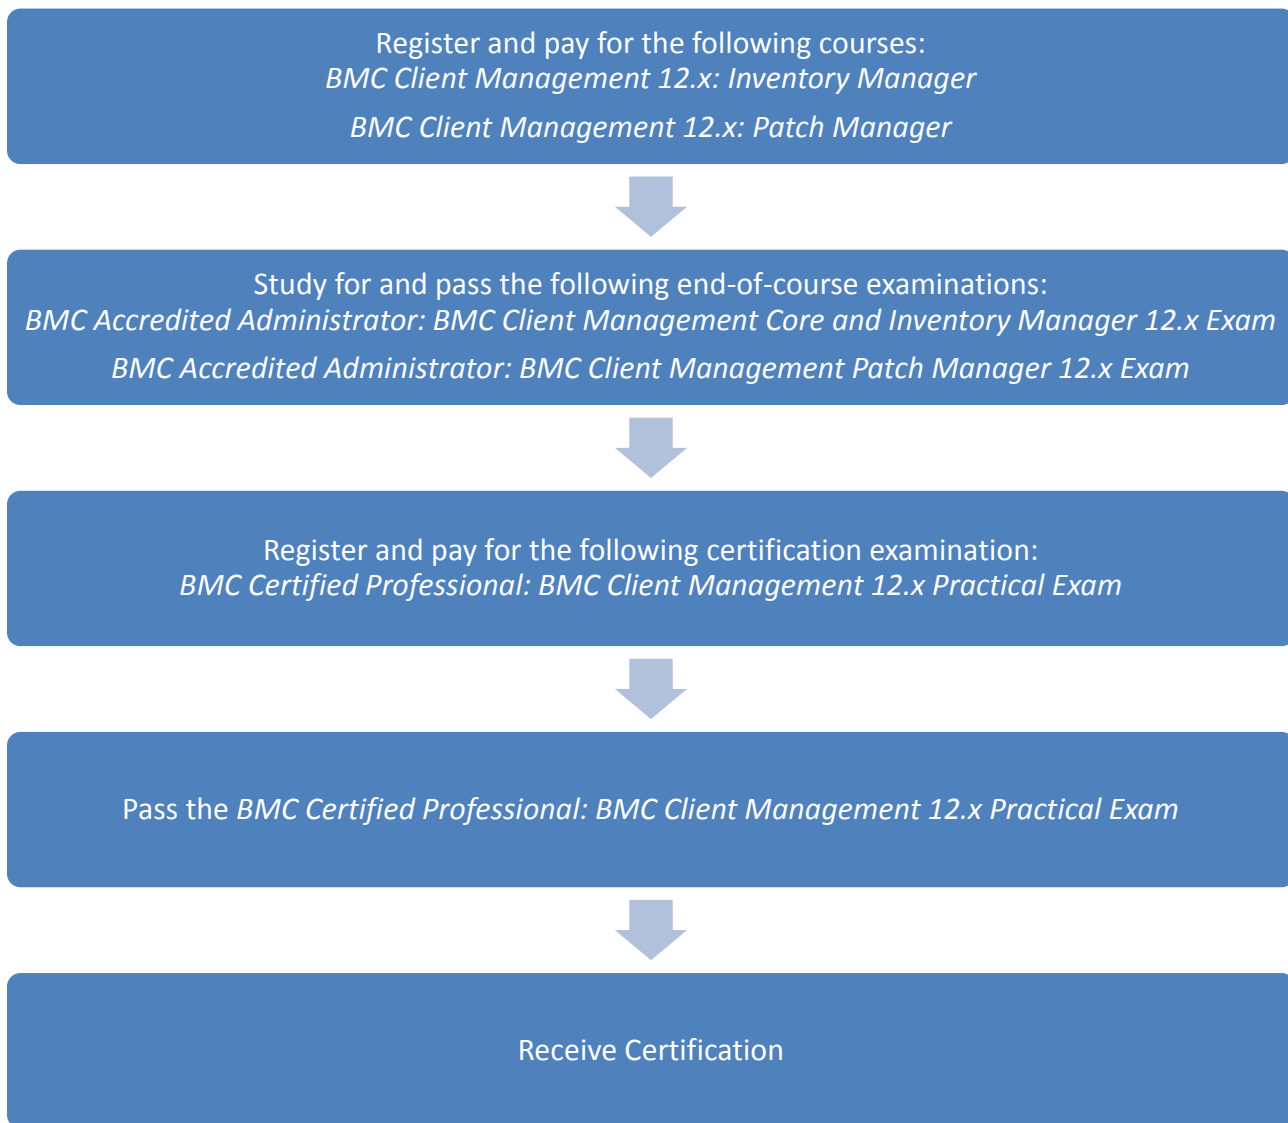 Register and pay for the following courses:
BMC Client Management 12.x: Inventory Manager
BMC Client Management 12.x: Patch Manager
Study for and pass the following end-of-course examinations:
BMC Accredited Administrator: BMC Client Management Core and Inventory Manager 12.x Exam
BMC Accredited Administrator: BMC Client Management Patch Manager 12.x Exam
Register and pay for the following certification examination:
BMC Certified Professional: BMC Client Management 12.x Practical Exam
Pass the BMC Certified Professional: BMC Client Management 12.x Practical Exam
Receive Certification